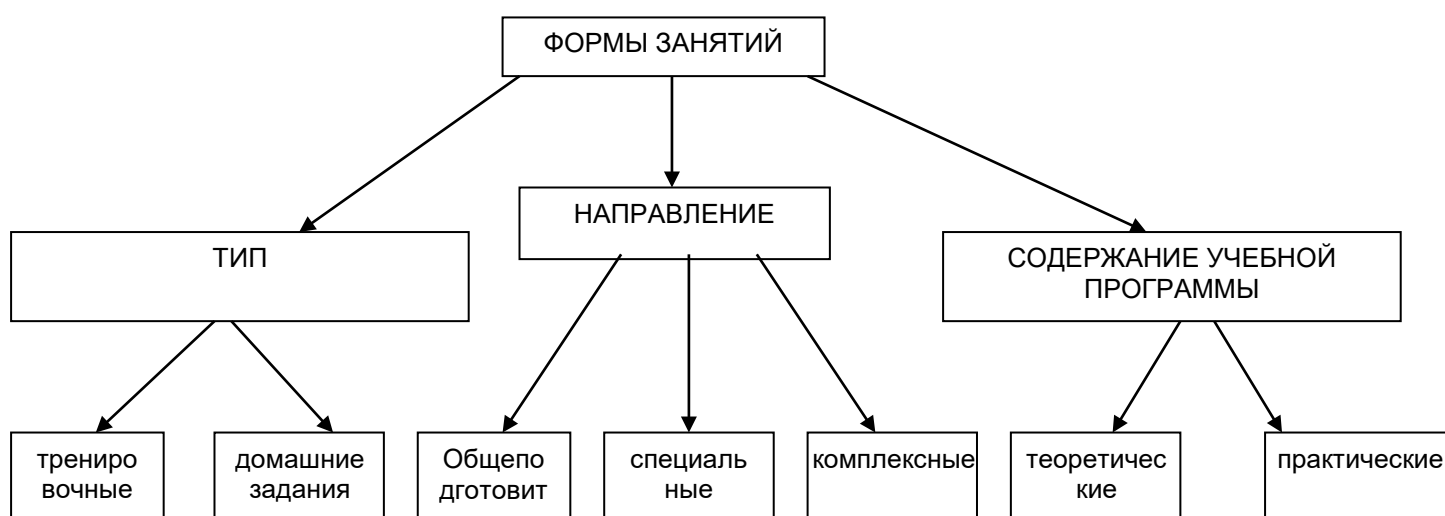 ФОРМЫ ЗАНЯТИЙ
НАПРАВЛЕНИЕ
ТИП
СОДЕРЖАНИЕ УЧЕБНОЙ
ПРОГРАММЫ
трениро
вочные
домашние
задания
Общепо
дготовит
специаль
ные
комплексные
теоретичес
кие
практические